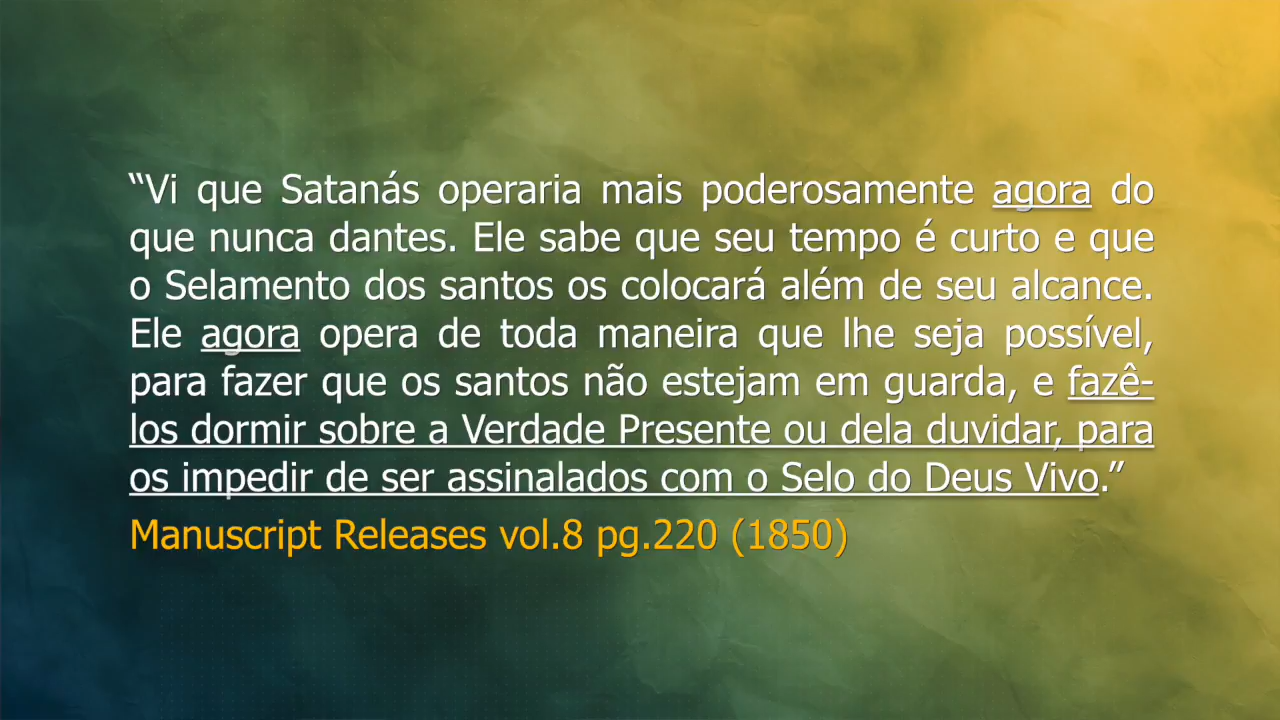 “Vi que Satanás operaria mais poderosamente agora do
que nunca dantes. Ele sabe que seu tempo é curto e que
o Selamento dos santos os colocará além de seu alcance.
Ele agora opera de toda maneira que lhe seja possível,
para fazer que os santos não estejam em guarda, e fazê-
los dormir sobre a Verdade Presente ou dela duvidar, para
os impedir de ser assinalados com o Selo do Deus Vivo.”
Manuscript Releases vol.8 pg.220 (1850)